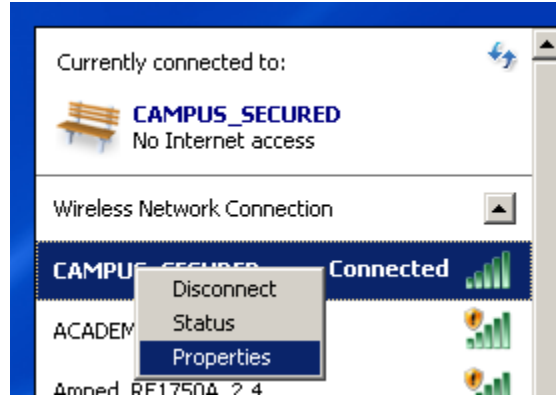 Currently connected to:
CAMPUS_SECURED
No Internet access
Wireless Network Connection
Connected
Disconnect
Status
Properties